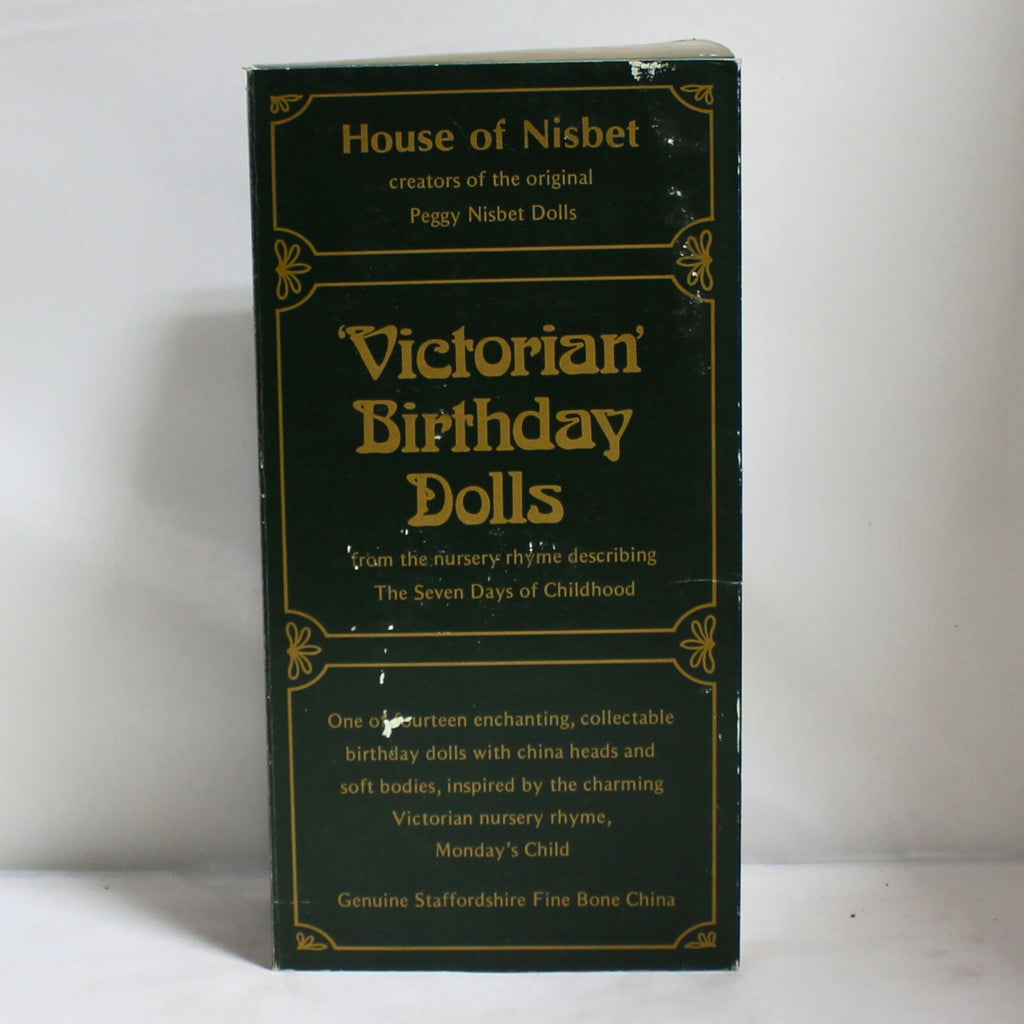 House of Nisbet
creators of the original
Peggy Nisbet Dolls
'Victorian'
Birthday
Dolls
from the nursery rhyme describing
The Seven Days of Childhood
One of fourteen enchanting, collectable
birthday dolls with china heads and
soft bodies, inspired by the charming
Victorian nursery rhyme,
Monday's Child
Genuine Staffordshire Fine Bone China